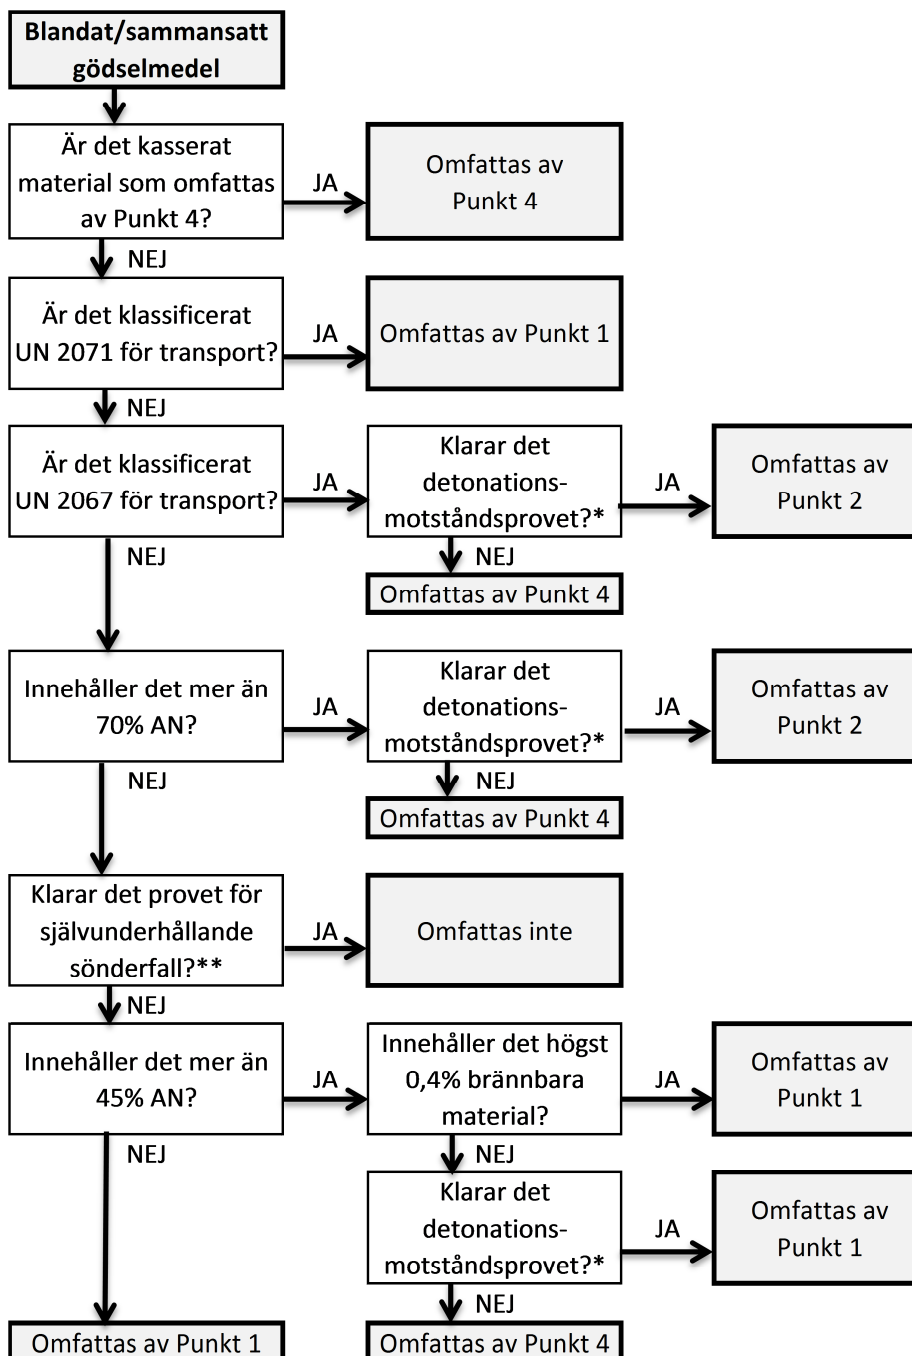 Blandat/sammansatt
gödselmedel
Är det kasserat
material som omfattas
av Punkt 4?
JA
Omfattas av
Punkt 4
NEJ
Är det klassificerat
UN 2071 för transport?
JA
Omfattas av Punkt 1
NEJ
Är det klassificerat
UN 2067 för transport?
JA
Klarar det
detonations-
motståndsprovet?*
JA
Omfattas av
Punkt 2
NEJ
NEJ
Omfattas av Punkt 4
Innehåller det mer än
70% AN?
JA
Klarar det
detonations-
motståndsprovet?*
JA
Omfattas av
Punkt 2
NEJ
NEJ
Omfattas av Punkt 4
Klarar det provet för
självunderhållande
sönderfall?**
JA
Omfattas inte
NEJ
Innehåller det mer än
45% AN?
JA
Innehåller det högst
0,4% brännbara
material?
JA
Omfattas av
Punkt 1
NEJ
NEJ
Klarar det
detonations-
motståndsprovet?*
JA
Omfattas av
Punkt 1
NEJ
Omfattas av Punkt 1
Omfattas av Punkt 4